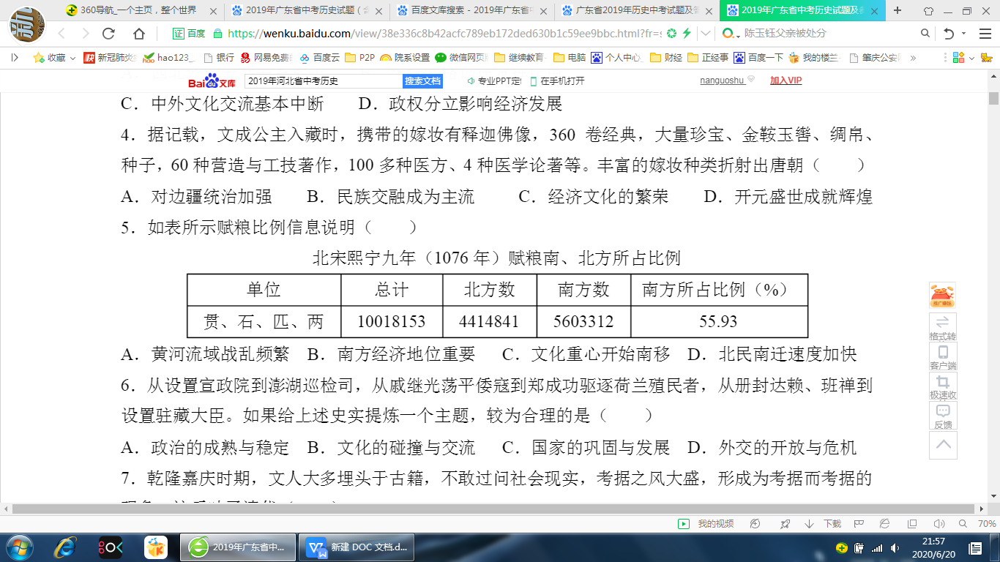 360导航_一个主页，整个世界
2019年广东省中考历史试题（含
百度文库搜索 - 2019年广东省中
广东省2019年历史中考试题及答
2019年广东省中考历史试题及答
证 百度 https://wenku.baidu.com/view/38e336c8b42acfc789eb172ded630b1c59ee9bbc.html?fr=s 陈玉钰父亲被处分
收藏 新冠肺炎 hao123_ 银行 网易免费 百度云 P2P 院系设置 微信网页 继续教育 电脑 个人中心_ 财经 正经事 百度一下 我的楼兰 肇庆公安
Bai du 文库 2019年河北省中考历史 搜索文档 专业PPT定 在手机打开 nanguoshu 加入VIP
C．中外文化交流基本中断 D．政权分立影响经济发展
4．据记载，文成公主入藏时，携带的嫁妆有释迦佛像，360 卷经典，大量珍宝、金鞍玉辔、绸帛、
种子，60 种营造与工技著作，100 多种医方、4 种医学论著等。丰富的嫁妆种类折射出唐朝（ ）
A．对边疆统治加强 B．民族交融成为主流 C．经济文化的繁荣 D．开元盛世成就辉煌
5．如表所示赋粮比例信息说明（ ）
北宋熙宁九年（1076 年）赋粮南、北方所占比例
单位 总计 北方数 南方数 南方所占比例（%）
贯、石、匹、两 10018153 4414841 5603312 55.93
A．黄河流域战乱频繁 B．南方经济地位重要 C．文化重心开始南移 D．北民南迁速度加快
6．从设置宣政院到澎湖巡检司，从戚继光荡平倭寇到郑成功驱逐荷兰殖民者，从册封达赖、班禅到
设置驻藏大臣。如果给上述史实提炼一个主题，较为合理的是（ ）
A．政治的成熟与稳定 B．文化的碰撞与交流 C．国家的巩固与发展 D．外交的开放与危机
7．乾隆嘉庆时期，文人大多埋头于古籍，不敢过问社会现实，考据之风大盛，形成为考据而考据的
推广赚钱
格式转
客户端
极速收
反馈
我的视频 下载 70%
2019年广东省中... 新建 DOC 文档.d...
21:57
2020/6/20